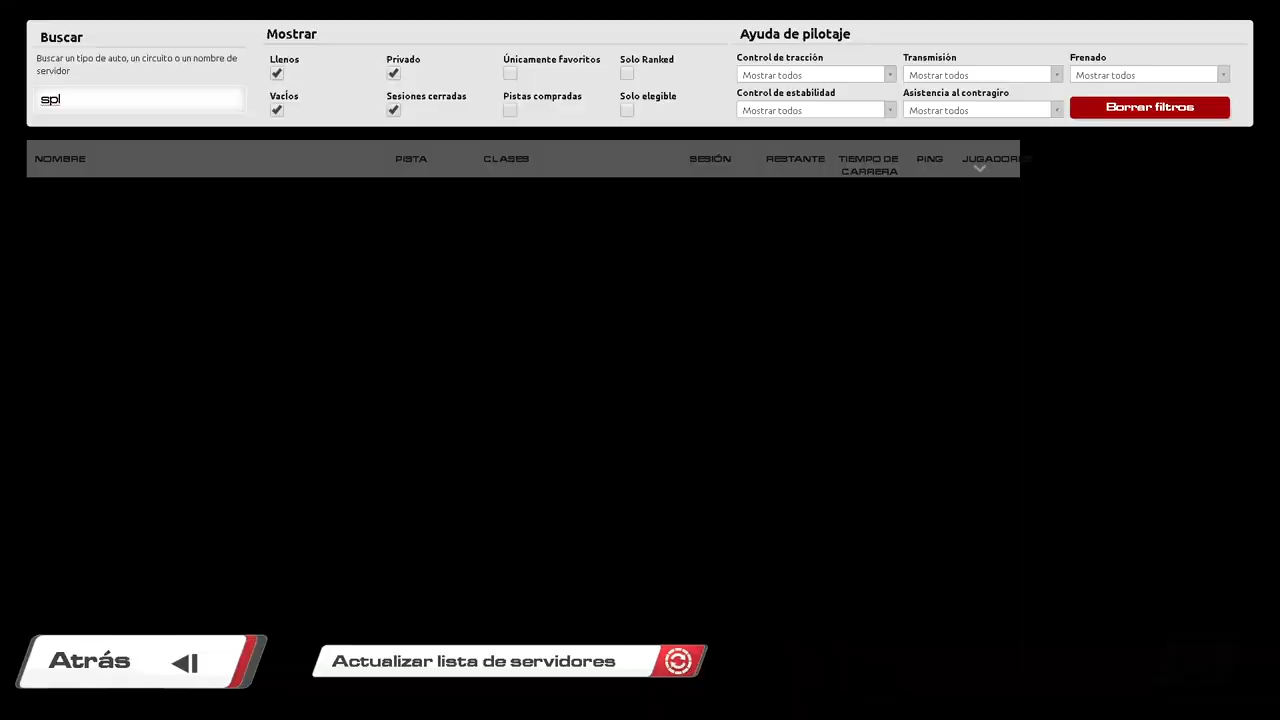 Buscar
Buscar un tipo de auto, un circuito o un nombre de
servidor
spl
Mostrar
Llenos
Privado
Únicamente favoritos
Solo Ranked
Vacíos
Sesiones cerradas
Pistas compradas
Solo elegible
Ayuda de pilotaje
Control de tracción
Transmisión
Frenado
Mostrar todos
Mostrar todos
Mostrar todos
Control de estabilidad
Asistencia al contragiro
Mostrar todos
Mostrar todos
Borrar filtros
NOMBRE PISTA CLASES SESIÓN RESTANTE TIEMPO DE PING JUGADORES
CARRERA
Atrás
Actualizar lista de servidores